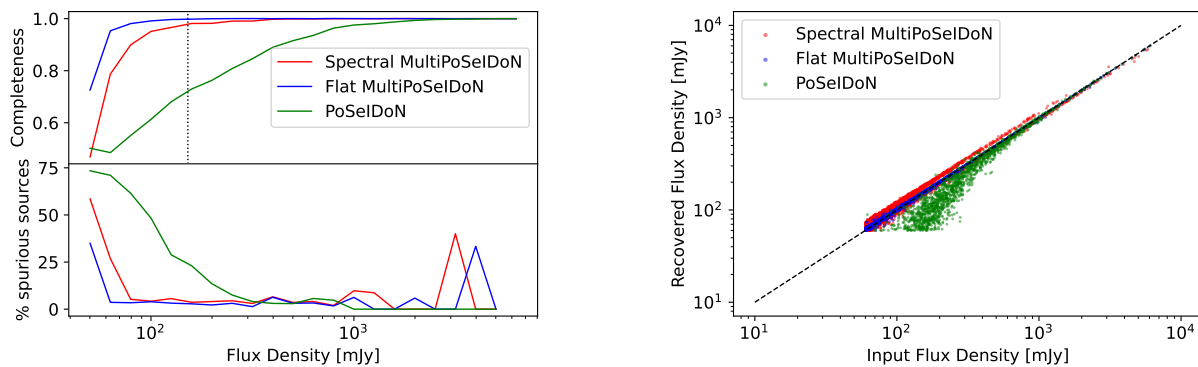 1.0
0.8
0.6
Completeness
Spectral MultiPoSeIDoN
Flat MultiPoSeIDoN
PoSeIDoN
75
50
25
0
% spurious sources
10²
10³
Flux Density [mJy]
10⁴
10³
10²
10¹
Recovered Flux Density [mJy]
Spectral MultiPoSeIDoN
Flat MultiPoSeIDoN
PoSeIDoN
10¹
10²
10³
10⁴
Input Flux Density [mJy]